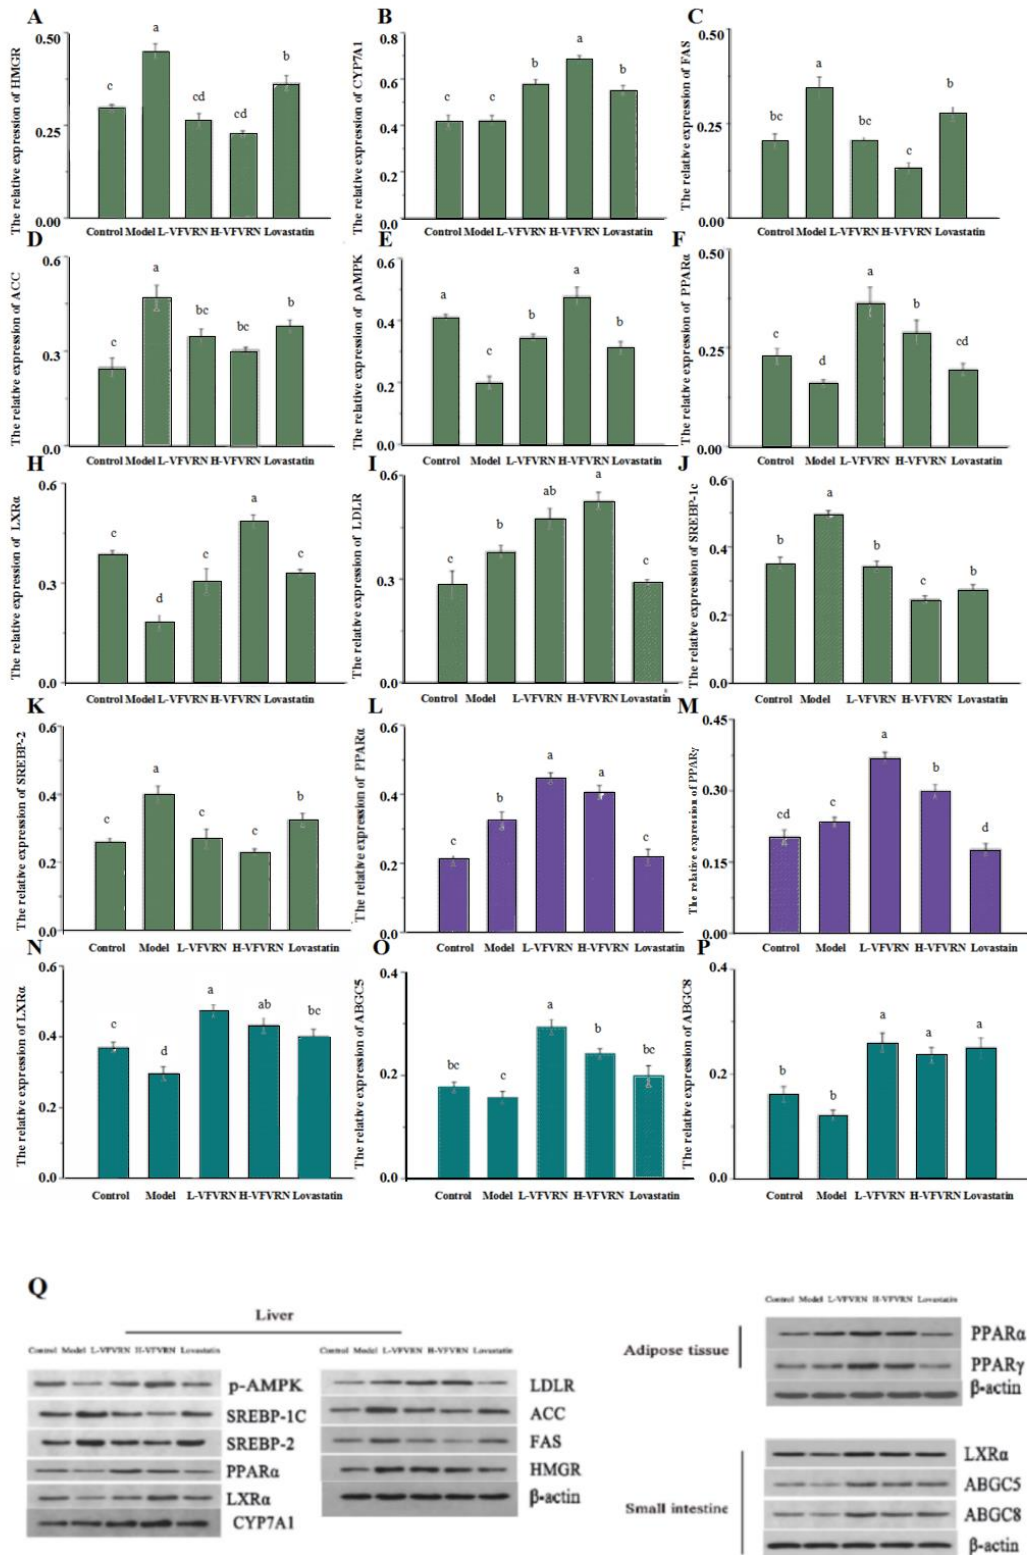 A
The relative expression of HMGR
0.50
0.25
0.00
c
a
cd
cd
b
Control Model L-VFVRN H-VFVRN Lovastatin
B
The relative expression of CYP7A1
0.8
0.6
0.4
0.2
0.0
c
c
b
a
b
Control Model L-VFVRN H-VFVRN Lovastatin
C
The relative expression of FAS
0.50
0.25
0.00
bc
a
bc
c
b
Control Model L-VFVRN H-VFVRN Lovastatin
D
The relative expression of ACC
0.6
0.3
0.0
c
a
bc
bc
b
Control Model L-VFVRN H-VFVRN Lovastatin
E
The relative expression of pAMPK
0.6
0.4
0.2
0.0
a
c
b
a
b
Control Model L-VFVRN H-VFVRN Lovastatin
F
The relative expression of PPARα
0.50
0.25
0.00
c
d
a
b
cd
Control Model L-VFVRN H-VFVRN Lovastatin
H
The relative expression of LXRα
0.6
0.3
0.0
c
d
c
a
c
Control Model L-VFVRN H-VFVRN Lovastatin
I
The relative expression of LDLR
0.6
0.3
0.0
c
b
ab
a
c
Control Model L-VFVRN H-VFVRN Lovastatin
J
The relative expression of SREBP-1c
0.6
0.4
0.2
0.0
b
a
b
c
b
Control Model L-VFVRN H-VFVRN Lovastatin
K
The relative expression of SREBP-2
0.6
0.4
0.2
0.0
c
a
c
c
b
Control Model L-VFVRN H-VFVRN Lovastatin
L
The relative expression of PPARα
0.6
0.4
0.2
0.0
c
b
a
a
c
Control Model L-VFVRN H-VFVRN Lovastatin
M
The relative expression of PPARγ
0.45
0.30
0.15
0.00
cd
c
a
b
d
Control Model L-VFVRN H-VFVRN Lovastatin
N
The relative expression of LXRα
0.6
0.4
0.2
0.0
c
d
a
ab
bc
Control Model L-VFVRN H-VFVRN Lovastatin
O
The relative expression of ABGC5
0.4
0.2
0.0
bc
c
a
b
bc
Control Model L-VFVRN H-VFVRN Lovastatin
P
The relative expression of ABGC8
0.4
0.2
0.0
b
b
a
a
a
Control Model L-VFVRN H-VFVRN Lovastatin
Q
Liver
Control Model L-VFVRN H-VFVRN Lovastatin
p-AMPK
SREBP-1C
SREBP-2
PPARα
LXRα
CYP7A1
Control Model L-VFVRN H-VFVRN Lovastatin
LDLR
ACC
FAS
HMGR
β-actin
Control Model L-VFVRN H-VFVRN Lovastatin
Adipose tissue
PPARα
PPARγ
β-actin
Small intestine
LXRα
ABGC5
ABGC8
β-actin